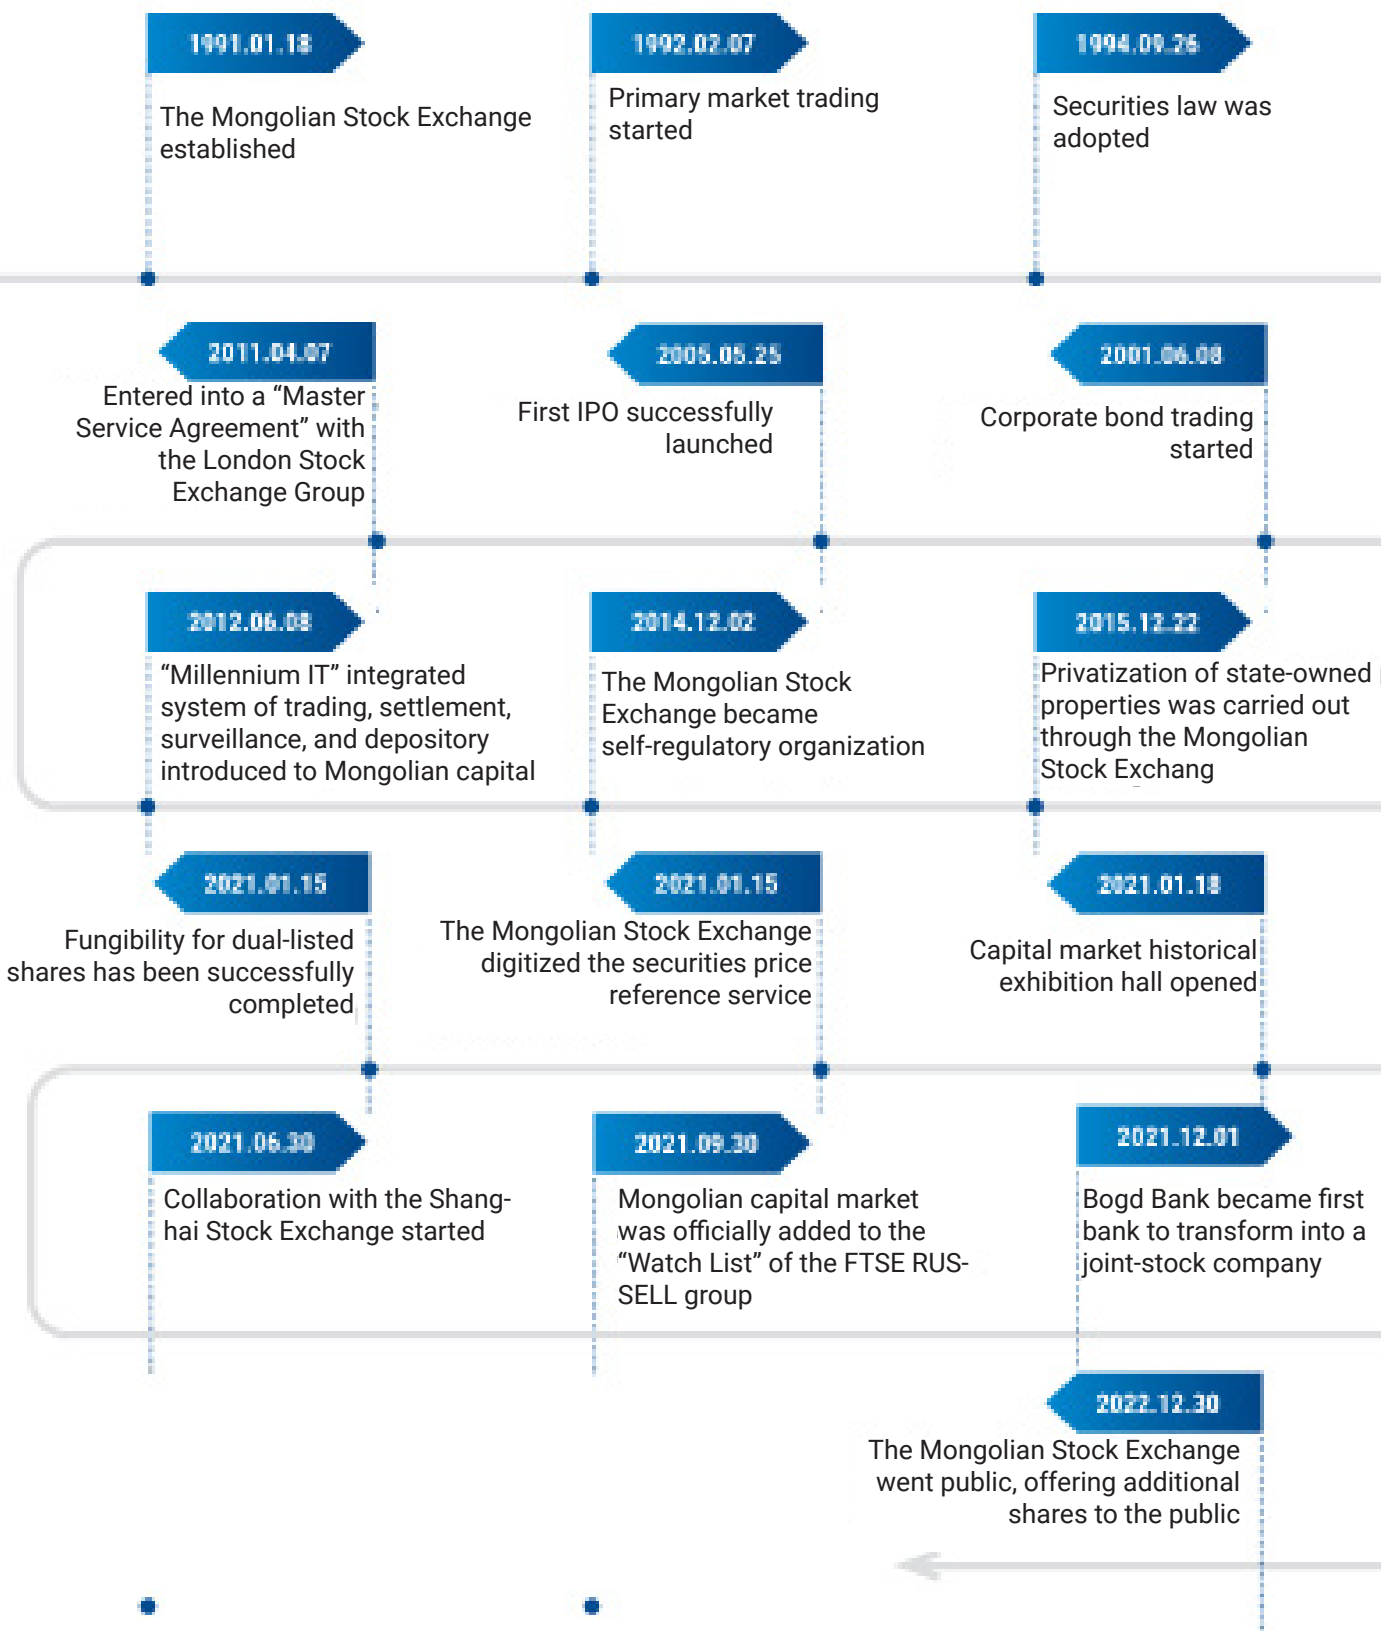 1991.01.18
The Mongolian Stock Exchange
established
1992.02.07
Primary market trading
started
1994.09.26
Securities law was
adopted
2011.04.07
Entered into a “Master
Service Agreement” with
the London Stock
Exchange Group
2005.05.25
First IPO successfully
launched
2001.06.08
Corporate bond trading
started
2012.06.08
“Millennium IT” integrated
system of trading, settlement,
surveillance, and depository
introduced to Mongolian capital
2014.12.02
The Mongolian Stock
Exchange became
self-regulatory organization
2015.12.22
Privatization of state-owned
properties was carried out
through the Mongolian
Stock Exchang
2021.01.15
Fungibility for dual-listed
shares has been successfully
completed
2021.01.15
The Mongolian Stock Exchange
digitized the securities price
reference service
2021.01.18
Capital market historical
exhibition hall opened
2021.06.30
Collaboration with the Shang-
hai Stock Exchange started
2021.09.30
Mongolian capital market
was officially added to the
“Watch List” of the FTSE RUS-
SELL group
2021.12.01
Bogd Bank became first
bank to transform into a
joint-stock company
2022.12.30
The Mongolian Stock Exchange
went public, offering additional
shares to the public